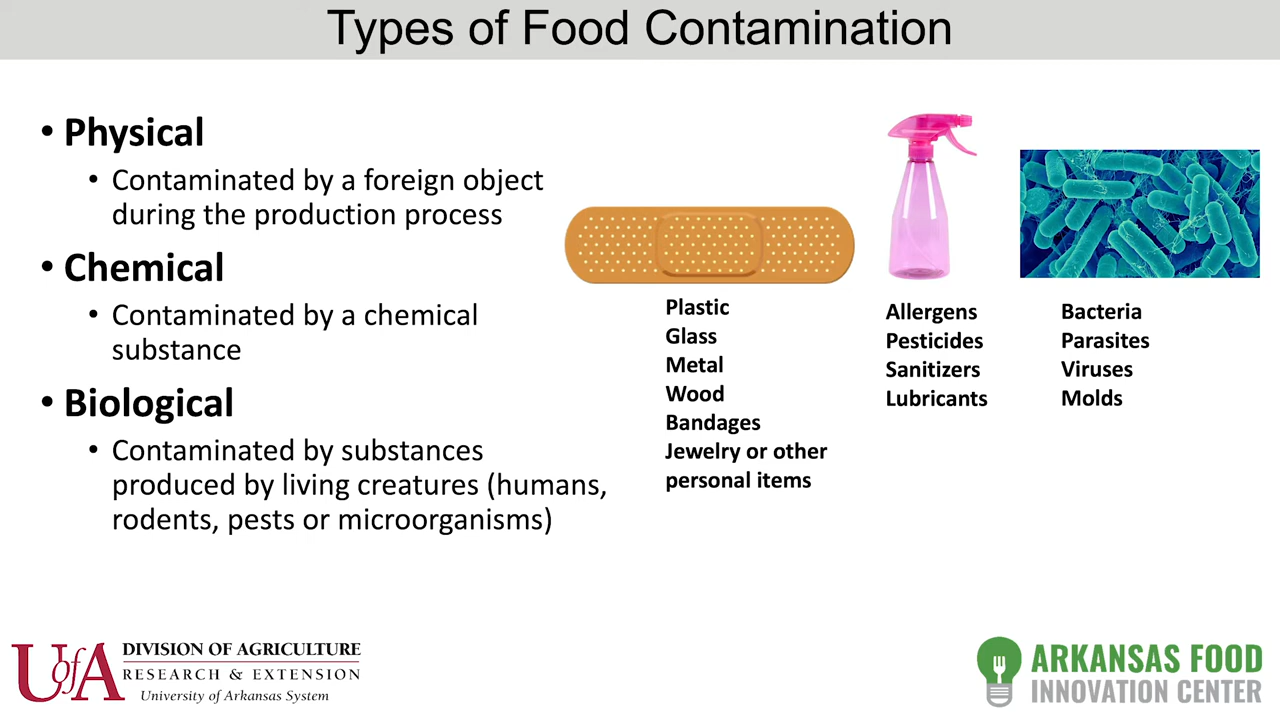 Types of Food Contamination
• Physical
• Contaminated by a foreign object
during the production process
• Chemical
• Contaminated by a chemical
substance
• Biological
• Contaminated by substances
produced by living creatures (humans,
rodents, pests or microorganisms)
Plastic
Glass
Metal
Wood
Bandages
Jewelry or other
personal items
Allergens
Pesticides
Sanitizers
Lubricants
Bacteria
Parasites
Viruses
Molds
UofA
DIVISION OF AGRICULTURE
RESEARCH & EXTENSION
University of Arkansas System
ARKANSAS FOOD
INNOVATION CENTER